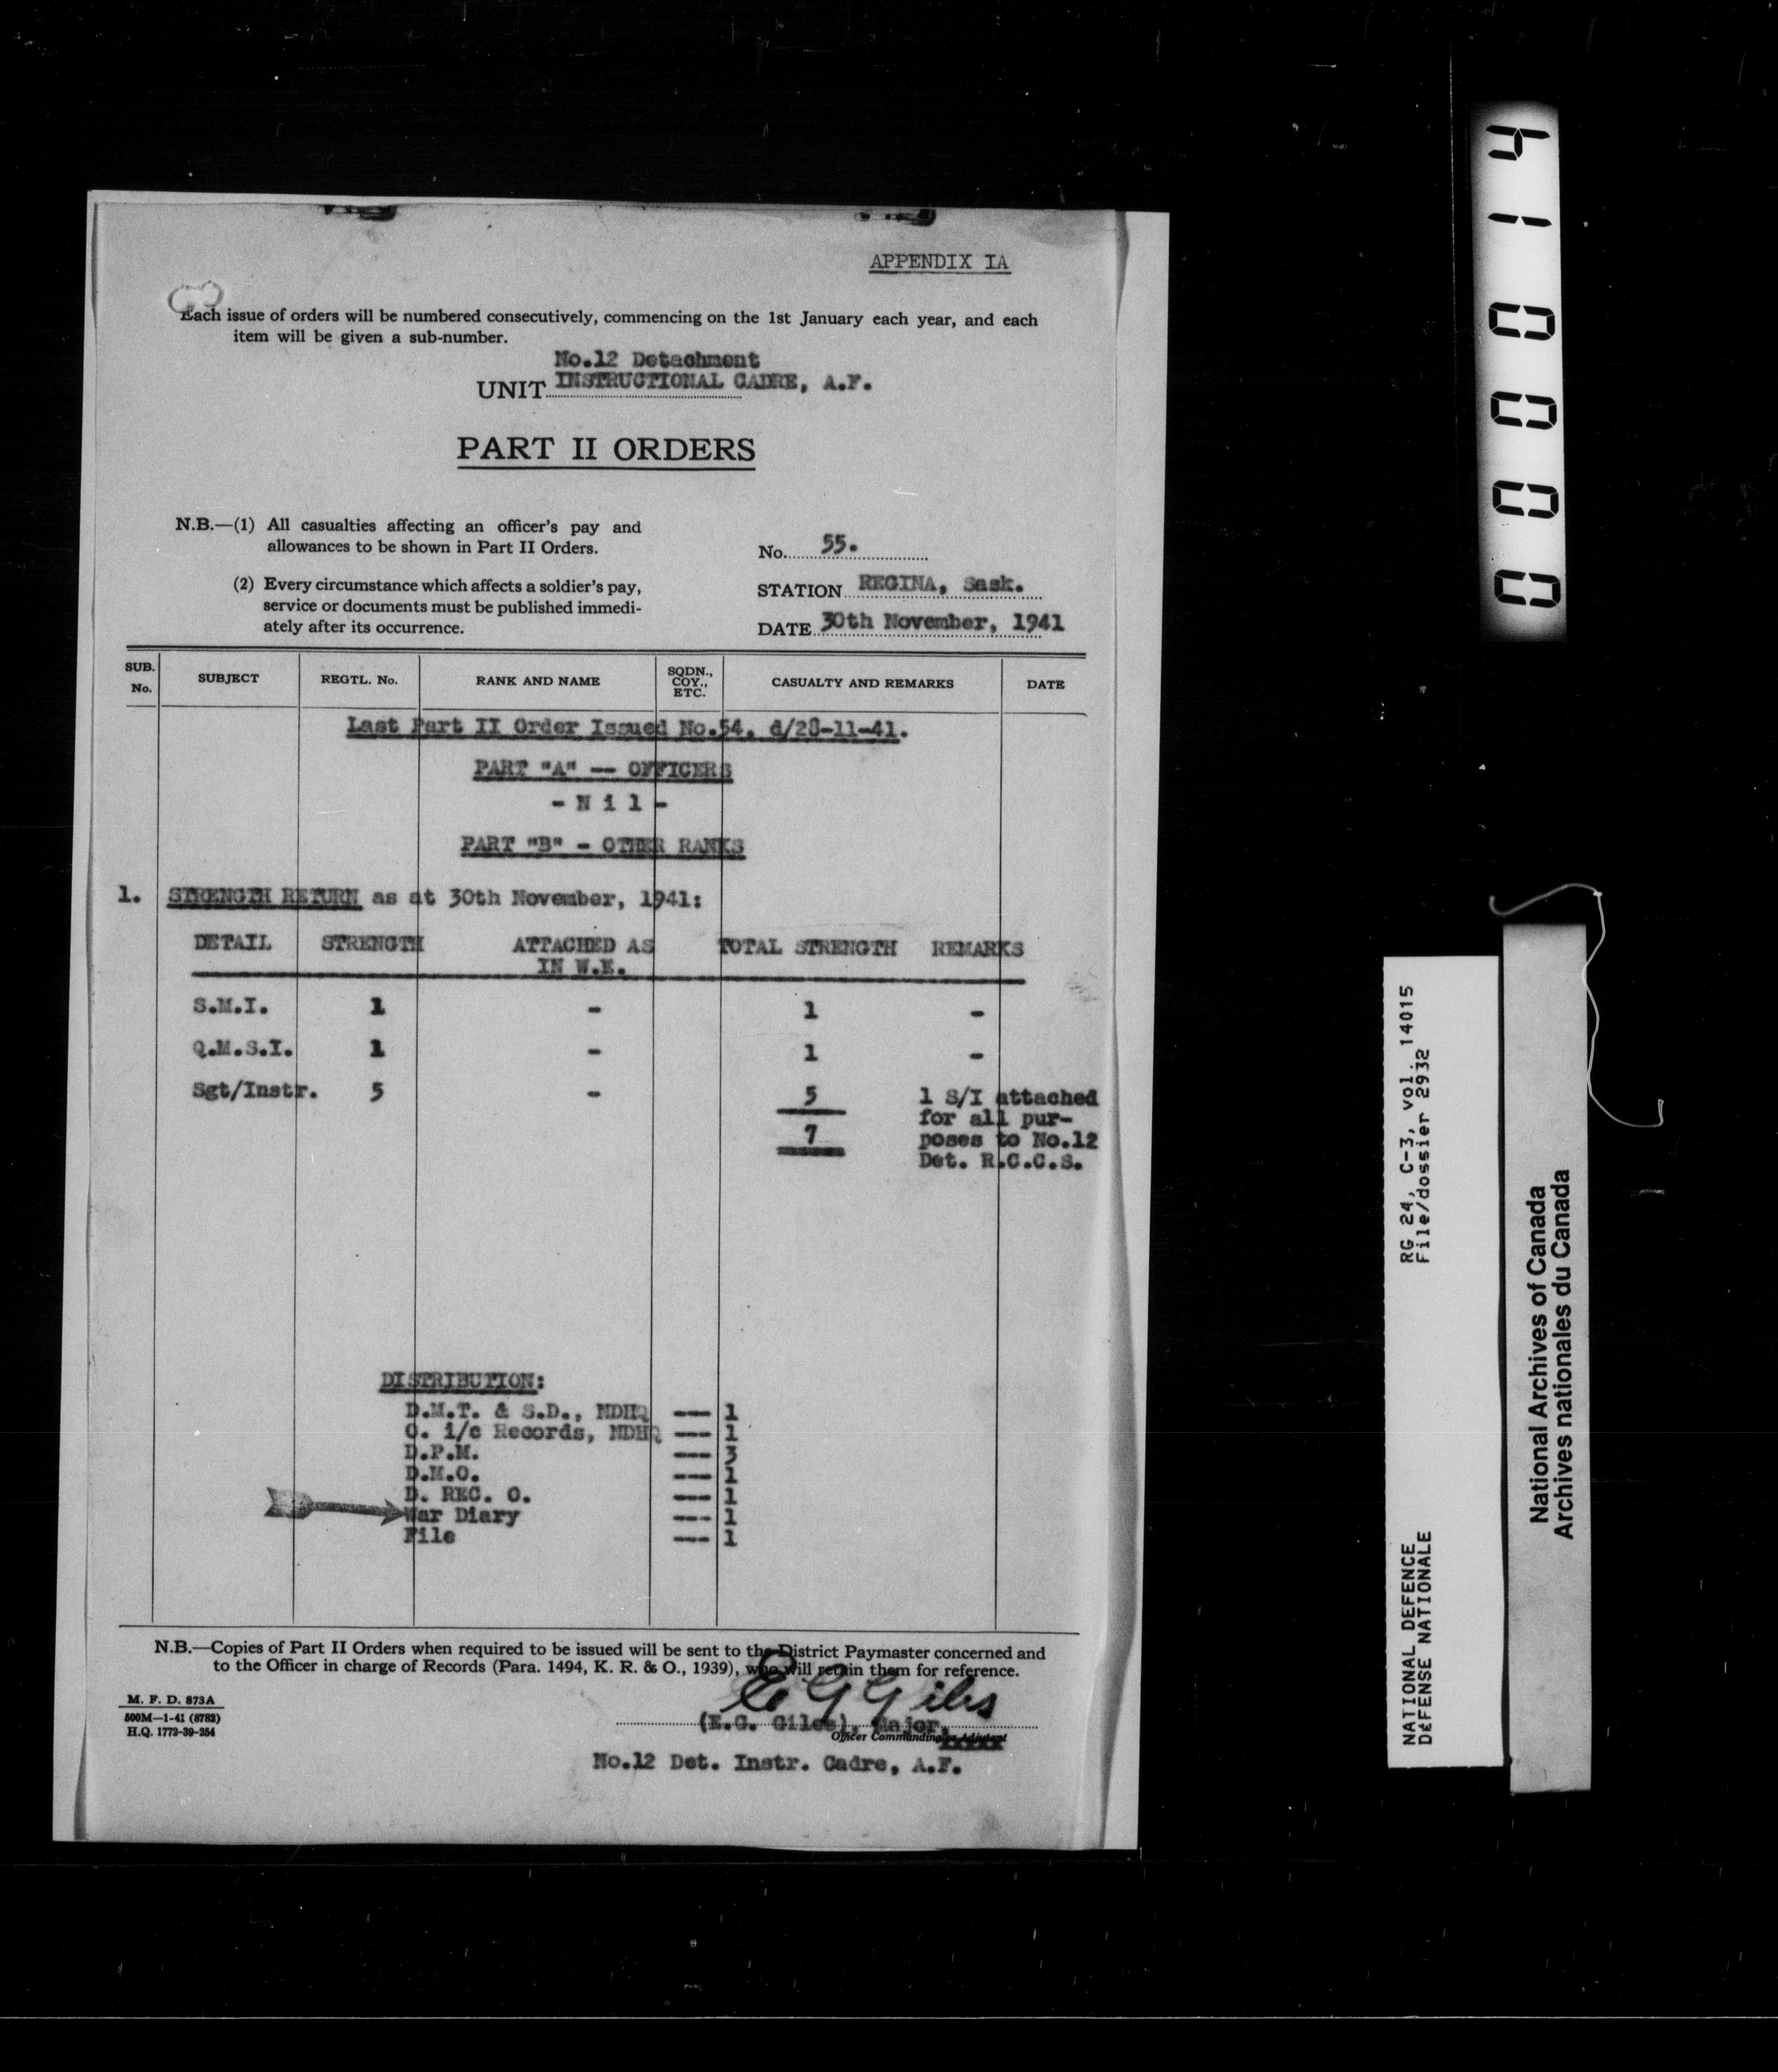 APPENDIX IA
Each issue of orders will be numbered consecutively, commencing on the 1st January each year, and each
item will be given a sub-number.
No.12 Detachment
UNIT INSTRUCTIONAL CADRE, A.F.
PART II ORDERS
N.B.—(1) All casualties affecting an officer's pay and
allowances to be shown in Part II Orders.
(2) Every circumstance which affects a soldier's pay,
service or documents must be published immedi-
ately after its occurrence.
No. 55.
STATION REGINA, Sask.
DATE 30th November, 1941
SUB. No. SUBJECT REGTL. No. RANK AND NAME SQDN., COY., ETC. CASUALTY AND REMARKS DATE
Last Part II Order Issued No.54, d/28-11-41.
PART "A" -- OFFICERS
- N i l -
PART "B" - OTHER RANKS
1. STRENGTH RETURN as at 30th November, 1941:
DETAIL STRENGTH ATTACHED AS IN W.E. TOTAL STRENGTH REMARKS
S.M.I. 1 - 1 -
Q.M.S.I. 1 - 1 -
Sgt/Instr. 5 - 5 1 S/I attached
for all pur-
7 poses to No.12
Det. R.C.C.S.
DISTRIBUTION:
D.M.T. & S.D., NDHQ --- 1
O. i/c Records, NDHQ --- 1
D.P.M. --- 3
D.M.O. --- 1
D. REC. O. --- 1
War Diary --- 1
File --- 1
N.B.—Copies of Part II Orders when required to be issued will be sent to the District Paymaster concerned and
to the Officer in charge of Records (Para. 1494, K. R. & O., 1939), who will retain them for reference.
M. F. D. 873A
500M—1-41 (8782)
H.Q. 1772-39-254
E G Giles
(E.G. Giles), Major,
Officer Commanding or Adjutant
No.12 Det. Instr. Cadre, A.F.
000014
RG 24, C-3, vol. 14015
File/dossier 2932
NATIONAL DEFENCE
DÉFENSE NATIONALE
National Archives of Canada
Archives nationales du Canada